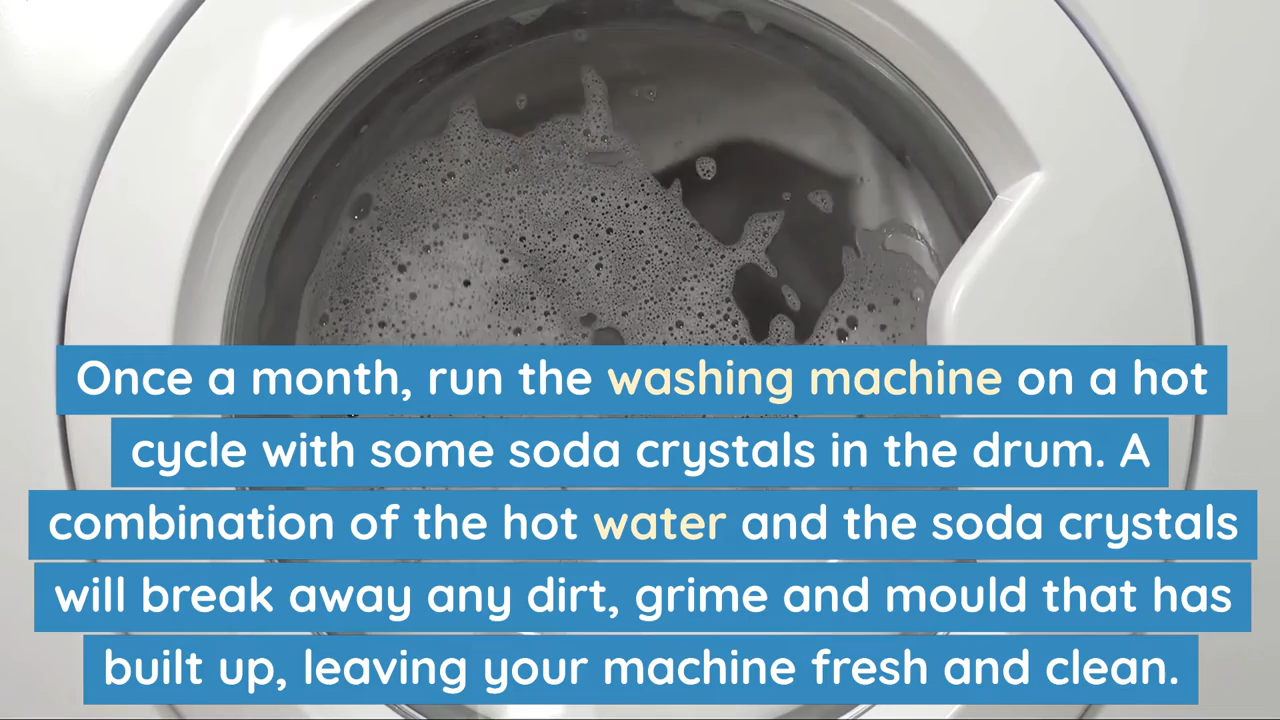 Once a month, run the washing machine on a hot
cycle with some soda crystals in the drum. A
combination of the hot water and the soda crystals
will break away any dirt, grime and mould that has
built up, leaving your machine fresh and clean.